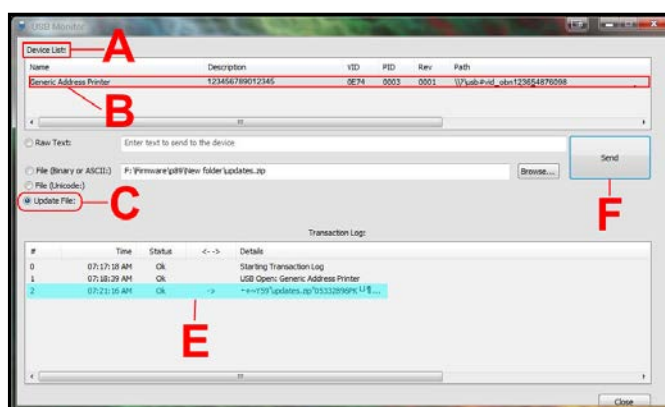 USB Monitor
Device List:
A
Name Description VID PID Rev Path
Generic Address Printer 123456789012345 0E74 0003 0001 \\?\usb#vid_obn123654876098
B
Raw Text: Enter text to send to the device
File (Binary or ASCII:) F:\Firmware\p89\New folder\updates.zip Browse....
Send
File (Unicode:)
Update File:
C
F
Transaction Log:
# Time Status <--> Details
0 07:17:18 AM Ok Starting Transaction Log
1 07:18:39 AM Ok USB Open: Generic Address Printer
2 07:21:16 AM Ok -> updates.zip
E
Close